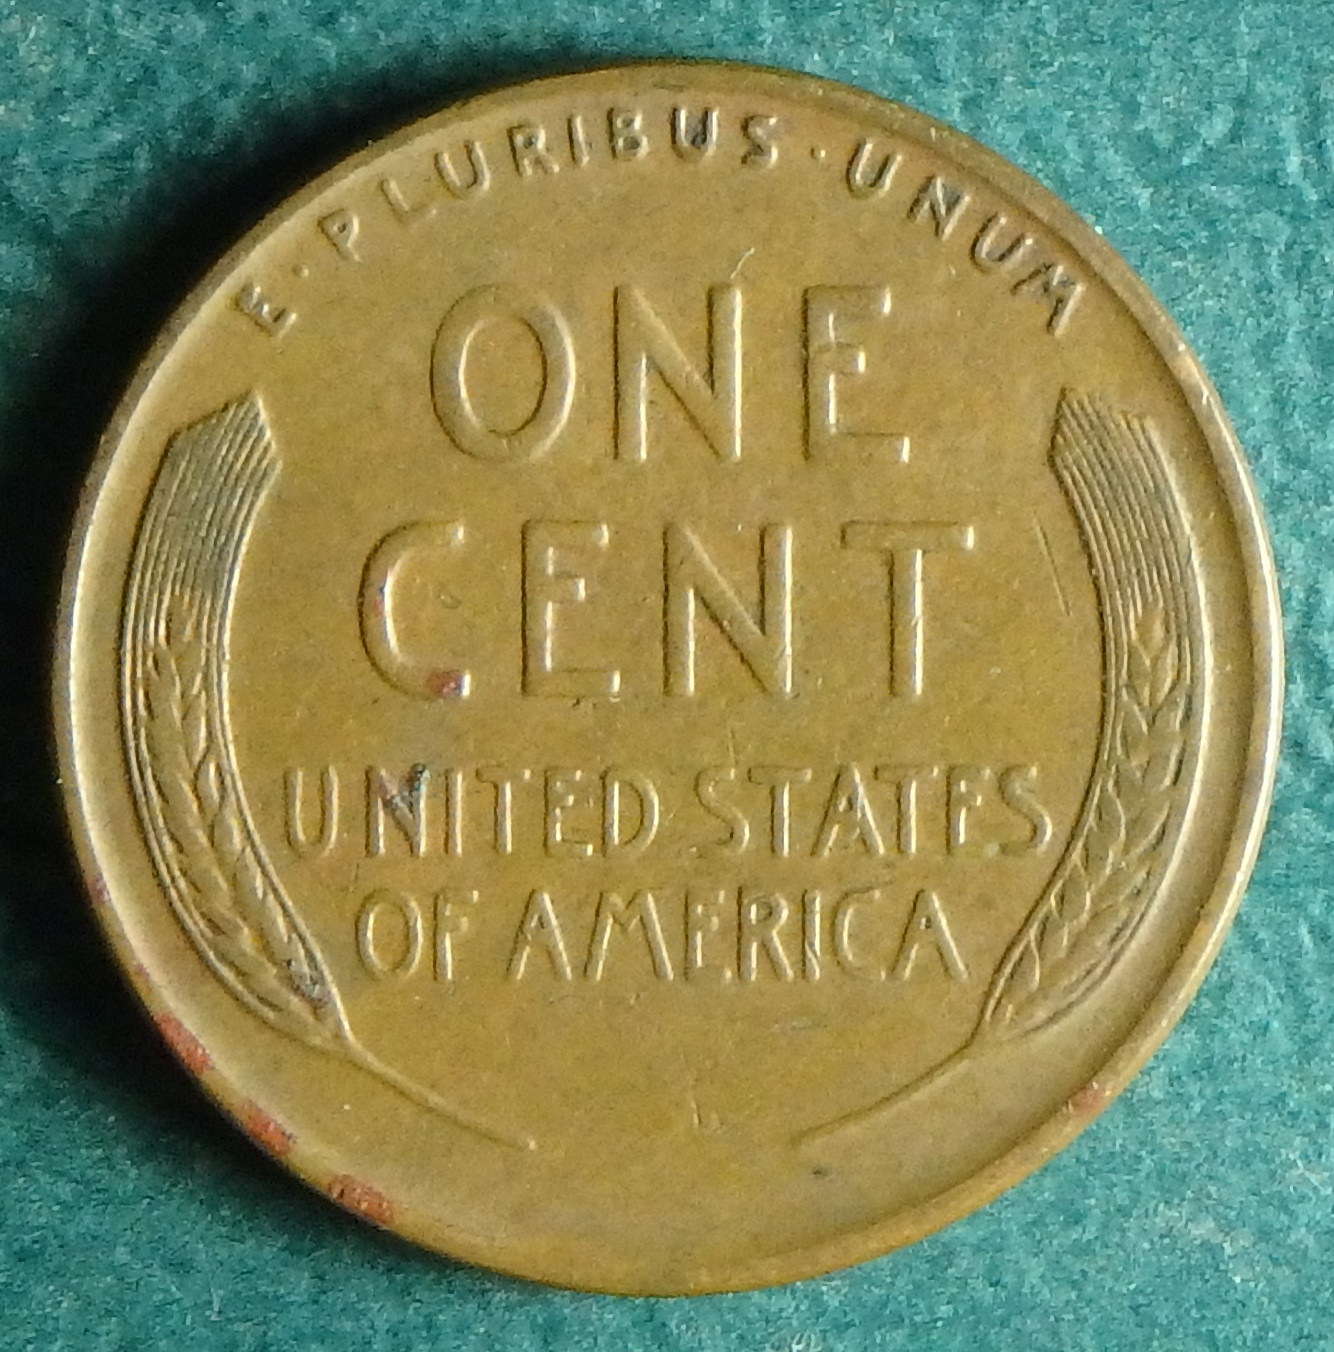 E·PLURIBUS·UNUM
ONE
CENT
UNITED STATES
OF AMERICA